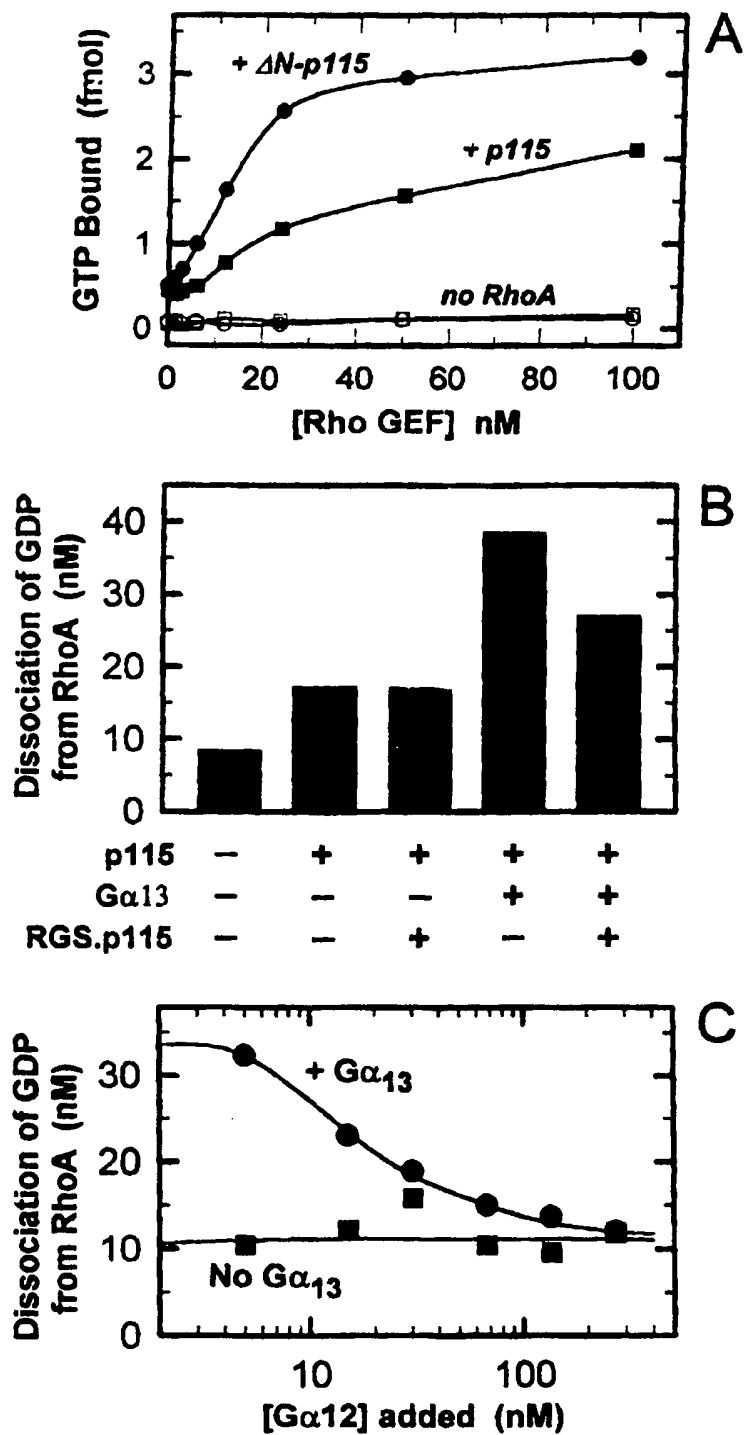 A
GTP Bound (fmol)
3
2
1
0
+ ΔN-p115
+ p115
no RhoA
0 20 40 60 80 100
[Rho GEF] nM
B
Dissociation of GDP
from RhoA (nM)
40
30
20
10
0
p115 − + + + +
Gα13 − − − + +
RGS.p115 − − + − +
C
Dissociation of GDP
from RhoA (nM)
30
20
10
0
+ Gα13
No Gα13
10 100
[Gα12] added (nM)